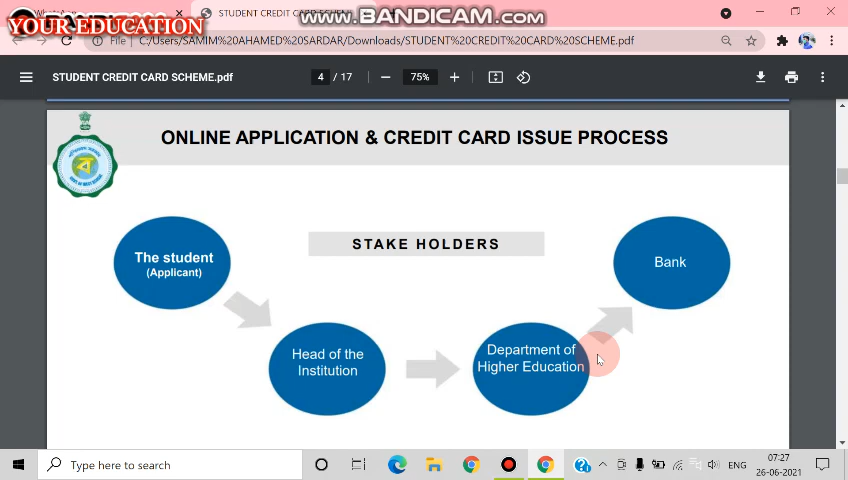 YOUR EDUCATION
STUDENT CREDIT CARD SCHEM
WWW.BANDICAM.COM
File
C:/Users/SAMIM%20AHAMED%20SARDAR/Downloads/STUDENT%20CREDIT%20CARD%20SCHEME.pdf
STUDENT CREDIT CARD SCHEME.pdf
4 / 17
75%
ONLINE APPLICATION & CREDIT CARD ISSUE PROCESS
STAKE HOLDERS
The student
(Applicant)
Bank
Head of the
Institution
Department of
Higher Education
Type here to search
ENG
07:27
26-06-2021